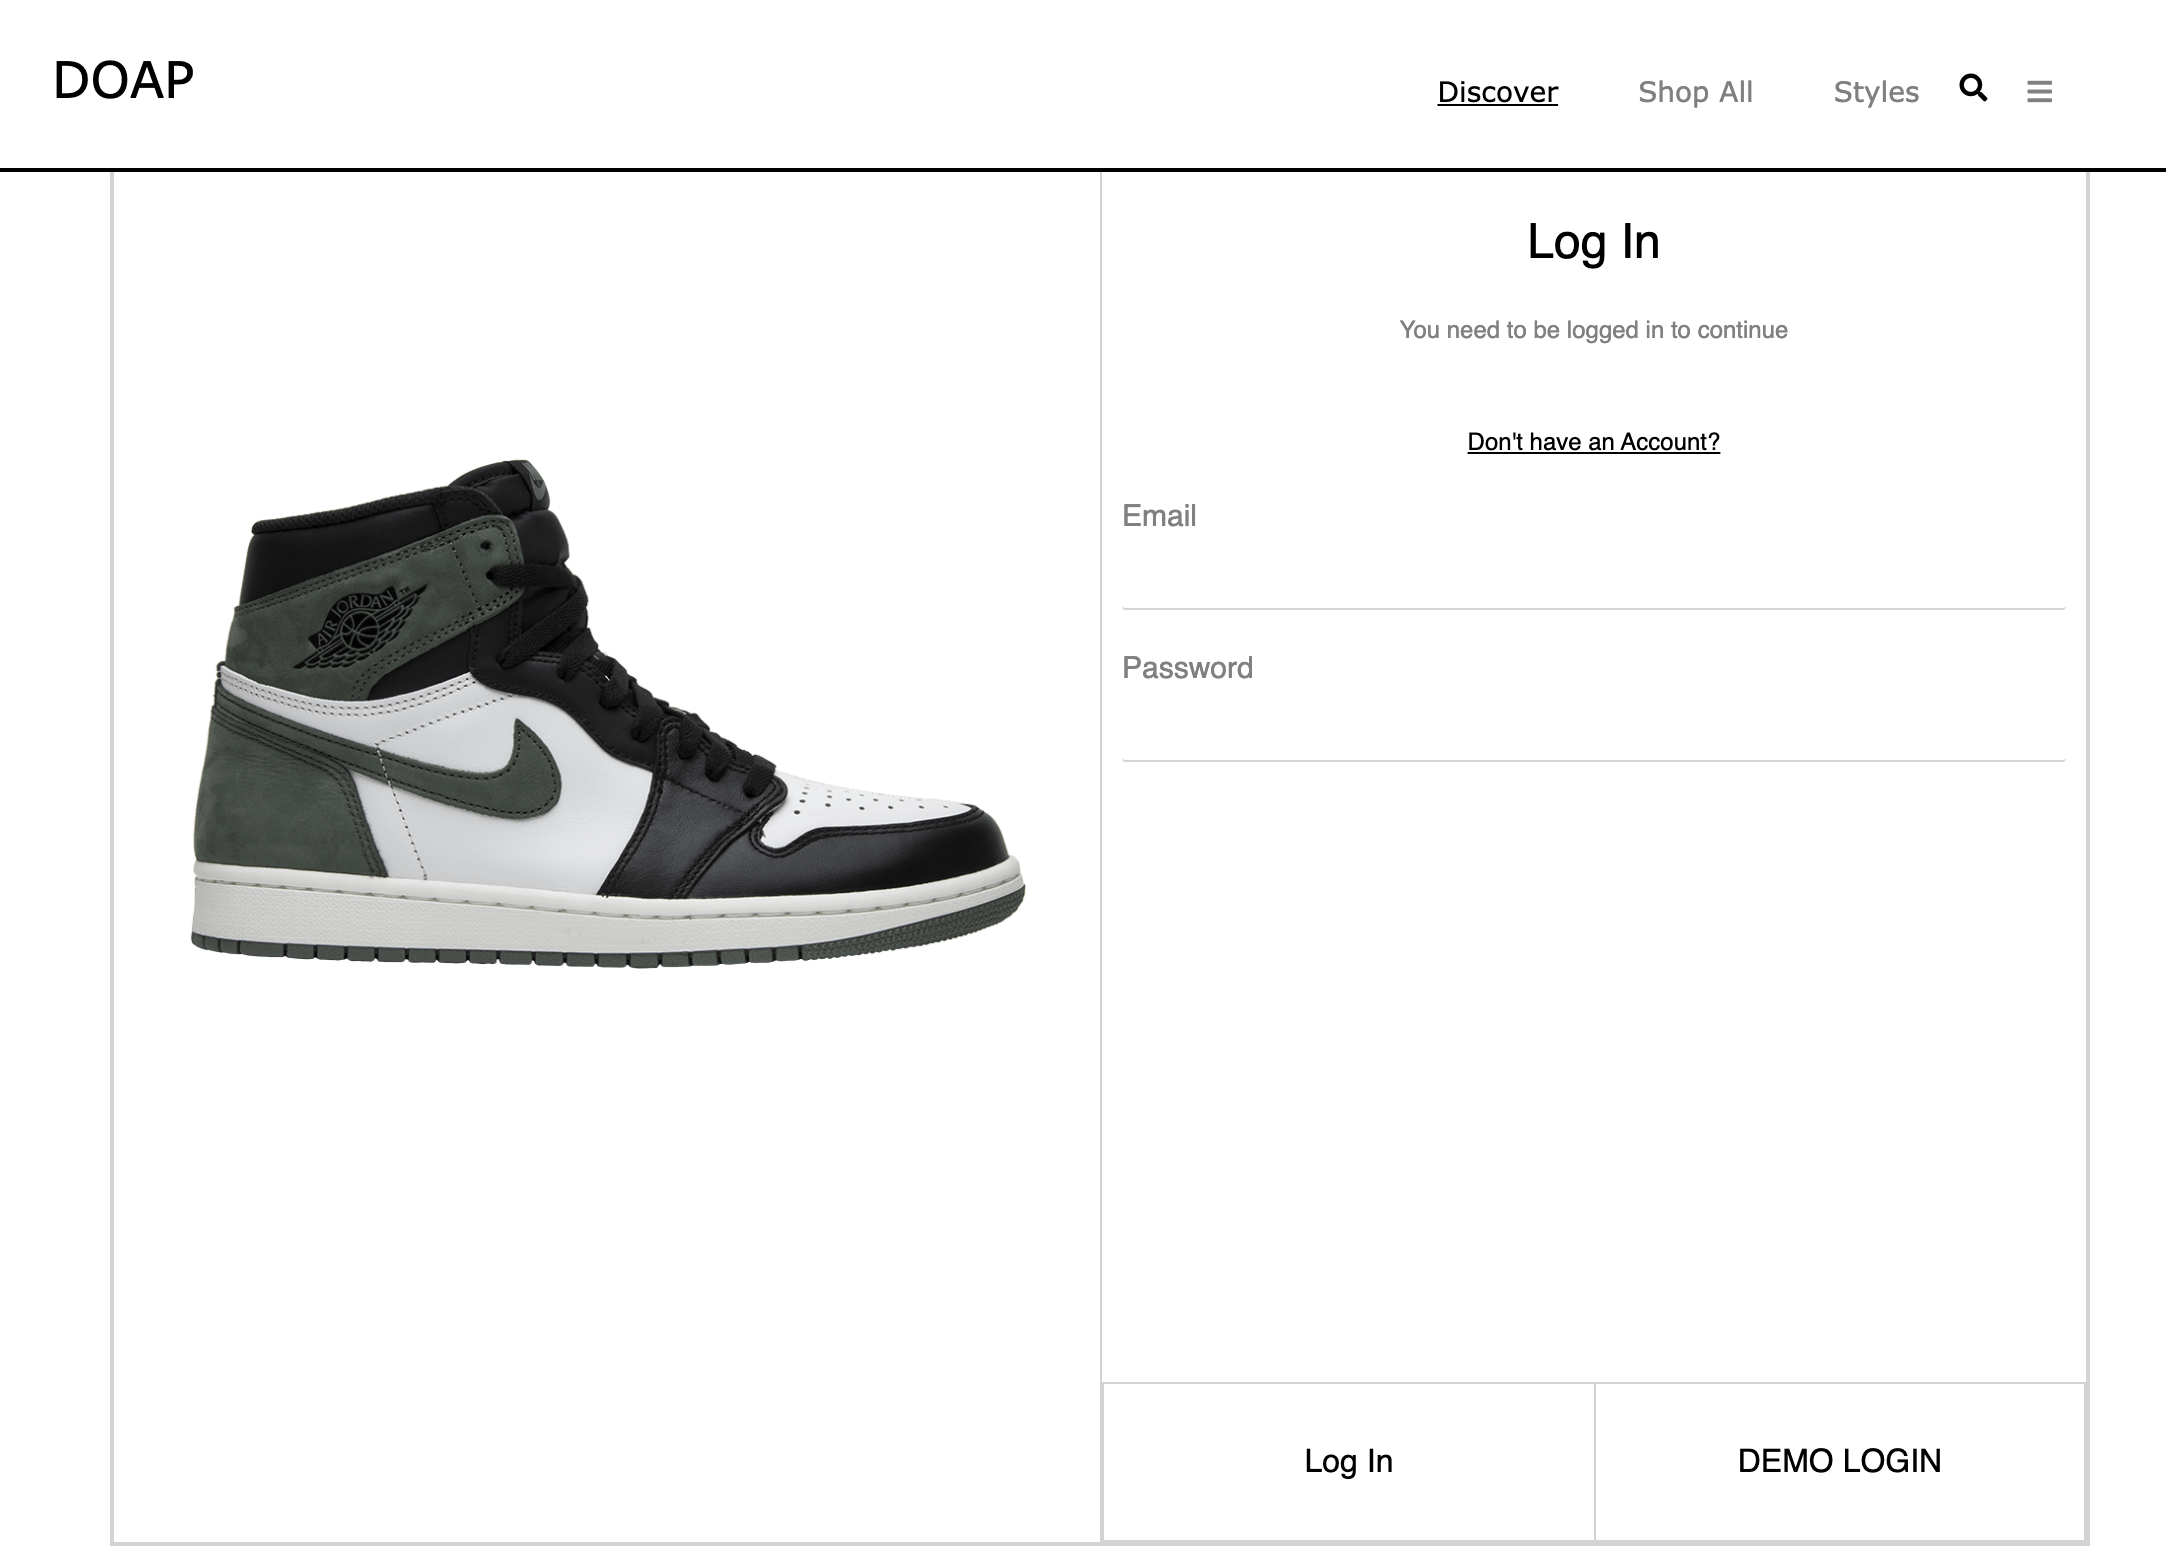 DOAP
Discover Shop All Styles
Log In
You need to be logged in to continue
Don't have an Account?
Email
AIR JORDAN
TM
Password
Log In DEMO LOGIN